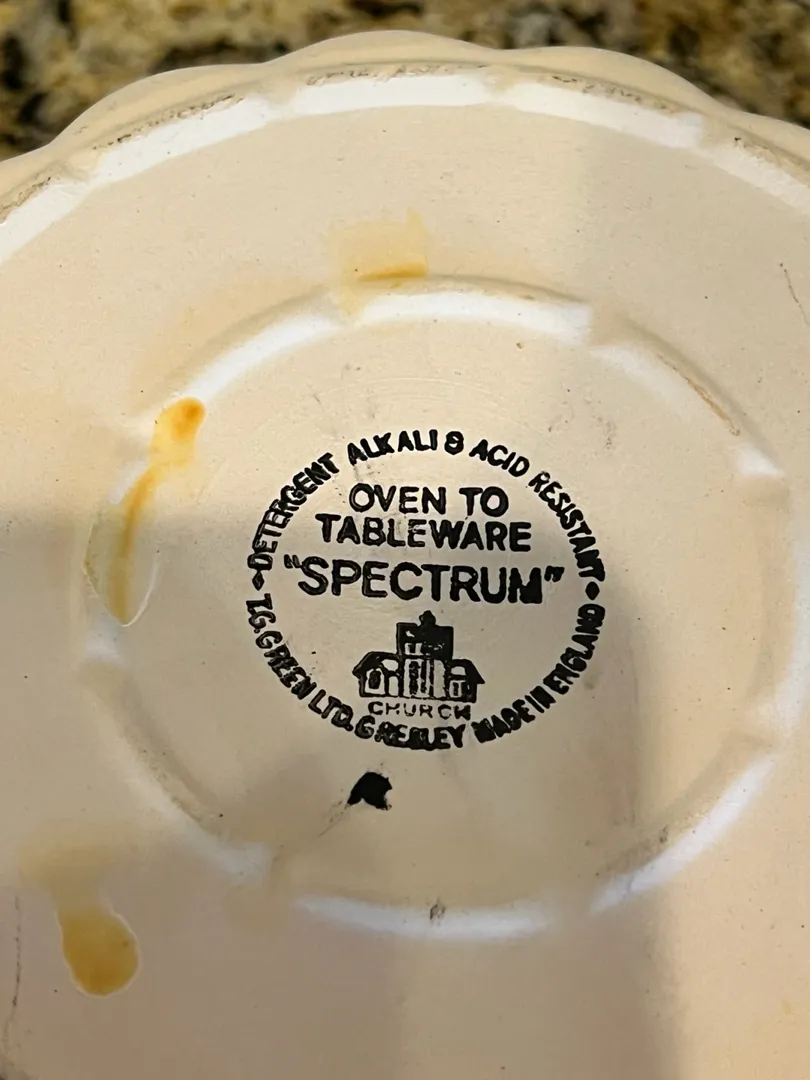 DETERGENT ALKALI & ACID RESISTANT
OVEN TO
TABLEWARE
"SPECTRUM"
CHURCH
T.G.GREEN LTD. GRESLEY MADE IN ENGLAND